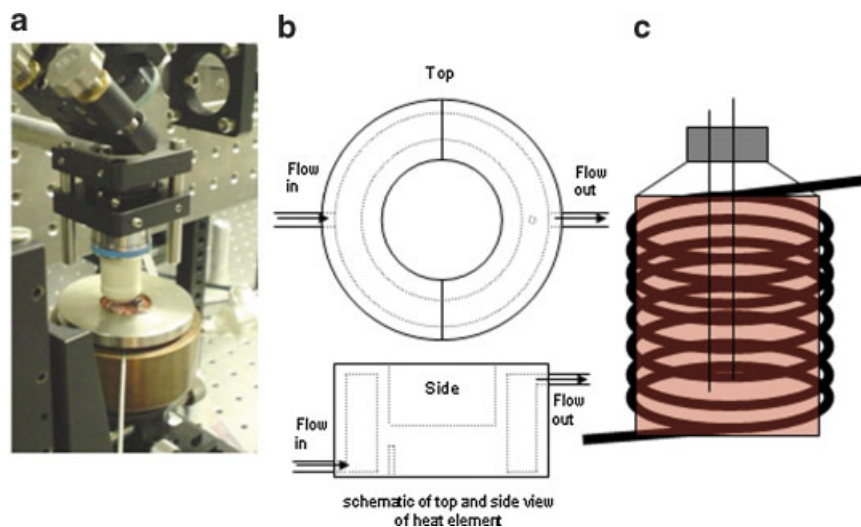 a
b
c
Top
Flow
in
Flow
out
Side
Flow
in
Flow
out
schematic of top and side view
of heat element